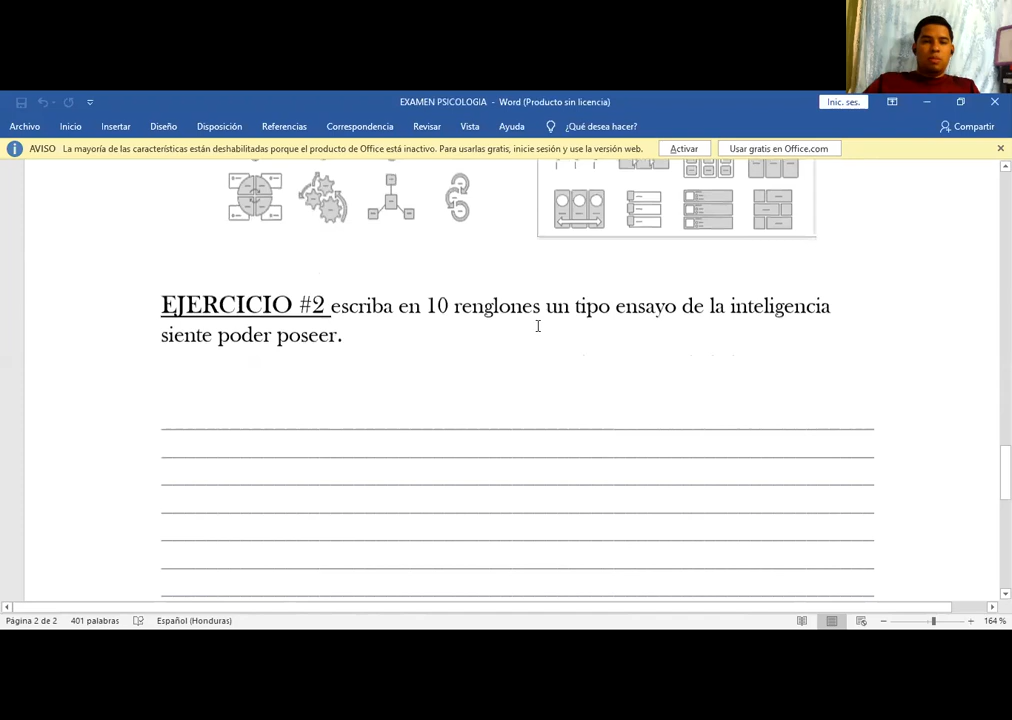 EXAMEN PSICOLOGIA - Word (Producto sin licencia)
Inic. ses.
Archivo Inicio Insertar Diseño Disposición Referencias Correspondencia Revisar Vista Ayuda ¿Qué desea hacer? Compartir
AVISO La mayoría de las características están deshabilitadas porque el producto de Office está inactivo. Para usarlas gratis, inicie sesión y use la versión web. Activar Usar gratis en Office.com
EJERCICIO #2 escriba en 10 renglones un tipo ensayo de la inteligencia
siente poder poseer.
Página 2 de 2 401 palabras Español (Honduras) 164 %